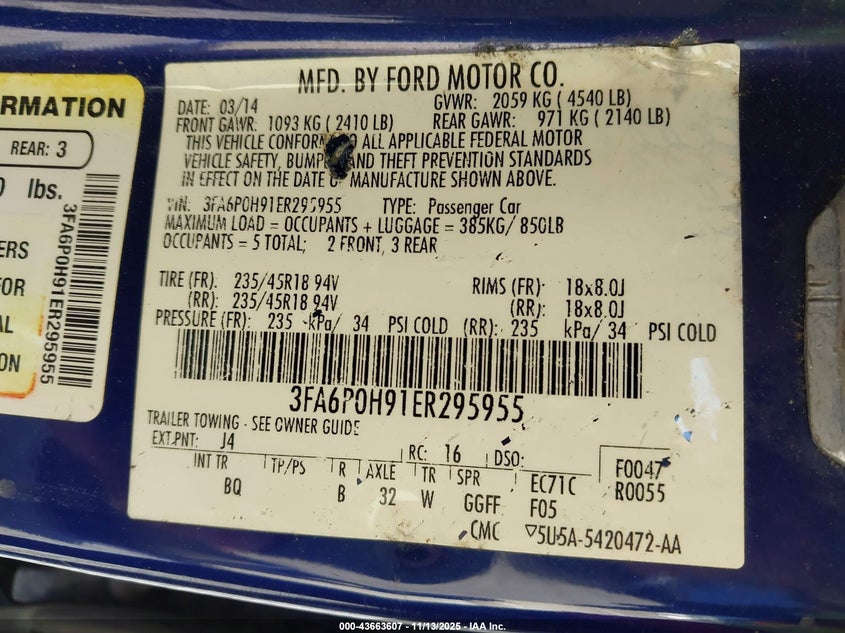 RMATION
REAR: 3
0 lbs.
ERS
FOR
AL
ION
3FA6P0H91ER295955
MFD. BY FORD MOTOR CO.
DATE: 03/14 GVWR: 2059 KG ( 4540 LB)
FRONT GAWR: 1093 KG ( 2410 LB) REAR GAWR: 971 KG ( 2140 LB)
THIS VEHICLE CONFORM TO ALL APPLICABLE FEDERAL MOTOR
VEHICLE SAFETY, BUMP AND THEFT PREVENTION STANDARDS
IN EFFECT ON THE DATE OF MANUFACTURE SHOWN ABOVE.
VIN: 3FA6P0H91ER295955 TYPE: Passenger Car
MAXIMUM LOAD = OCCUPANTS + LUGGAGE = 385KG/ 850LB
OCCUPANTS = 5 TOTAL; 2 FRONT, 3 REAR
TIRE (FR): 235/45R18 94V RIMS (FR): 18x8.0J
(RR): 235/45R18 94V (RR): 18x8.0J
PRESSURE (FR): 235 kPa/ 34 PSI COLD (RR): 235 kPa/ 34 PSI COLD
3FA6P0H91ER295955
TRAILER TOWING - SEE OWNER GUIDE
EXT.PNT: J4 RC: 16 DSO: F0047
INT TR TP/PS R AXLE TR SPR EC71C R0055
BQ B 32 W GGFF F05
CMC ▽5U5A-5420472-AA
000-43663607 - 11/13/2025 - IAA Inc.